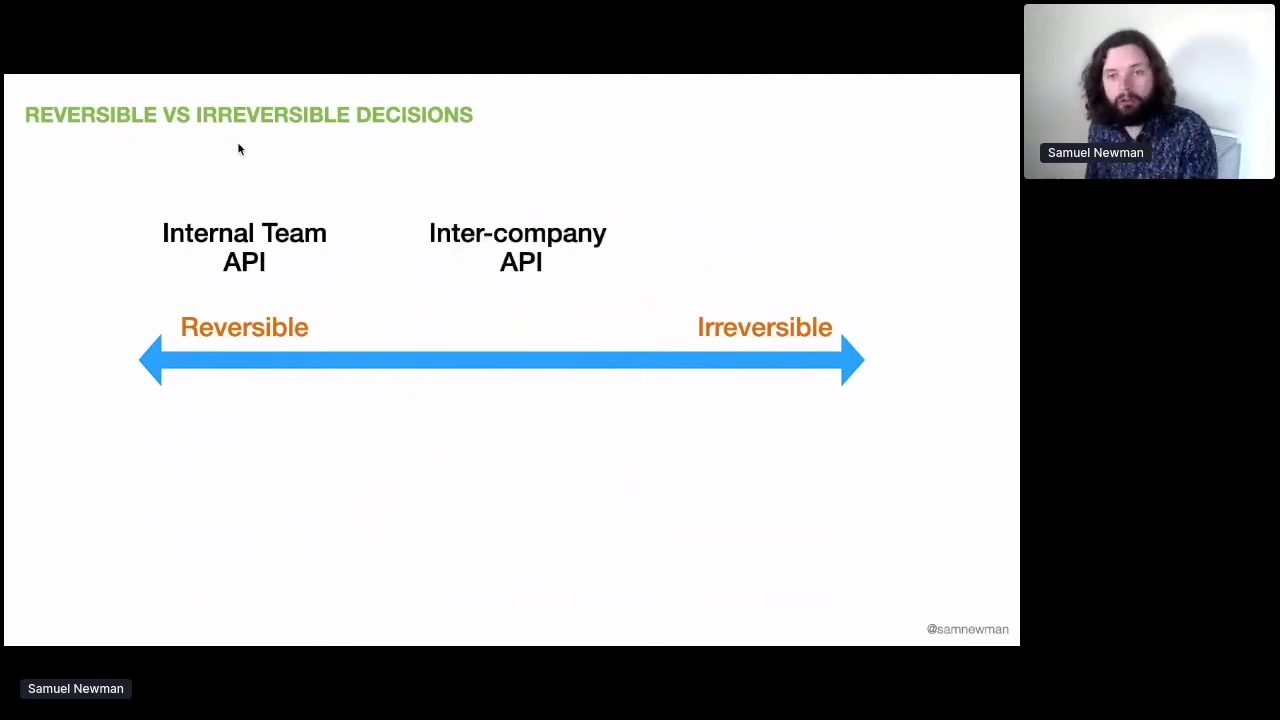 REVERSIBLE VS IRREVERSIBLE DECISIONS
Internal Team
API
Inter-company
API
Reversible
Irreversible
@samnewman
Samuel Newman
Samuel Newman